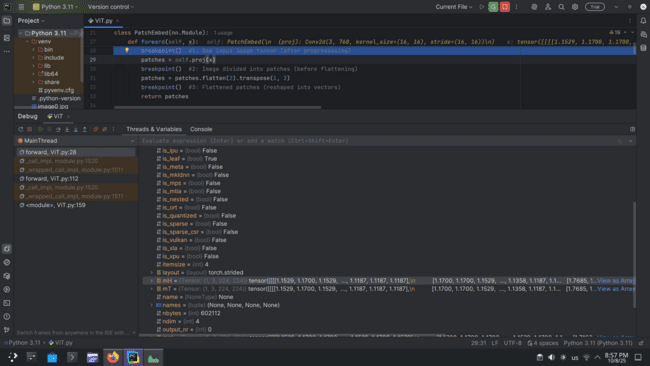 Python 3.11
Version control
Current File
Trial
Project
ViT.py
Python 3.11
venv
bin
include
lib
lib64
share
pyvenv.cfg
.python-version
image0.jpg
21 class PatchEmbed(nn.Module):
def forward(self, x): self: PatchEmbed(\n (proj): Conv2d(3, 768, kernel_size=(16, 16), stride=(16, 16))\n) x: tensor([[[[1.1529, 1.1700, 1.1700,
breakpoint() #1: Raw input image tensor (after preprocessing)
29 patches = self.proj(x)
30 breakpoint() #2: Image divided into patches (before flattening)
31 patches = patches.flatten(2).transpose(1, 2)
32 breakpoint() #3: Flattened patches (reshaped into vectors)
33 return patches
Debug
ViT
Threads & Variables
Console
MainThread
Evaluate expression (Enter) or add a watch (Ctrl+Shift+Enter)
forward, ViT.py:28
_call_impl, module.py:1520
_wrapped_call_impl, module.py:1511
forward, ViT.py:112
_call_impl, module.py:1520
_wrapped_call_impl, module.py:1511
<module>, ViT.py:159
is_ipu = {bool} False
is_leaf = {bool} True
is_meta = {bool} False
is_mkldnn = {bool} False
is_mps = {bool} False
is_mtia = {bool} False
is_nested = {bool} False
is_ort = {bool} False
is_quantized = {bool} False
is_sparse = {bool} False
is_sparse_csr = {bool} False
is_vulkan = {bool} False
is_xla = {bool} False
is_xpu = {bool} False
itemsize = {int} 4
layout = {layout} torch.strided
mH = {Tensor: (1, 3, 224, 224)} tensor([[[[1.1529, 1.1700, 1.1529, ..., 1.1187, 1.1187, 1.1187],\n [1.1700, 1.1700, 1.1529, ..., 1.1358, 1.1187, 1.1... [1.7685, 1...View as Array
mT = {Tensor: (1, 3, 224, 224)} tensor([[[[1.1529, 1.1700, 1.1529, ..., 1.1187, 1.1187, 1.1187],\n [1.1700, 1.1700, 1.1529, ..., 1.1358, 1.1187, 1.1... [1.7685, 1...View as Array
name = {NoneType} None
names = {tuple} (None, None, None, None)
nbytes = {int} 602112
ndim = {int} 4
output_nr = {int} 0
Switch frames from anywhere in the IDE with
Python 3.11
ViT.py
29:31 LF UTF-8 4 spaces Python 3.11 (Python 3.11)
us
8:57 PM
10/8/25